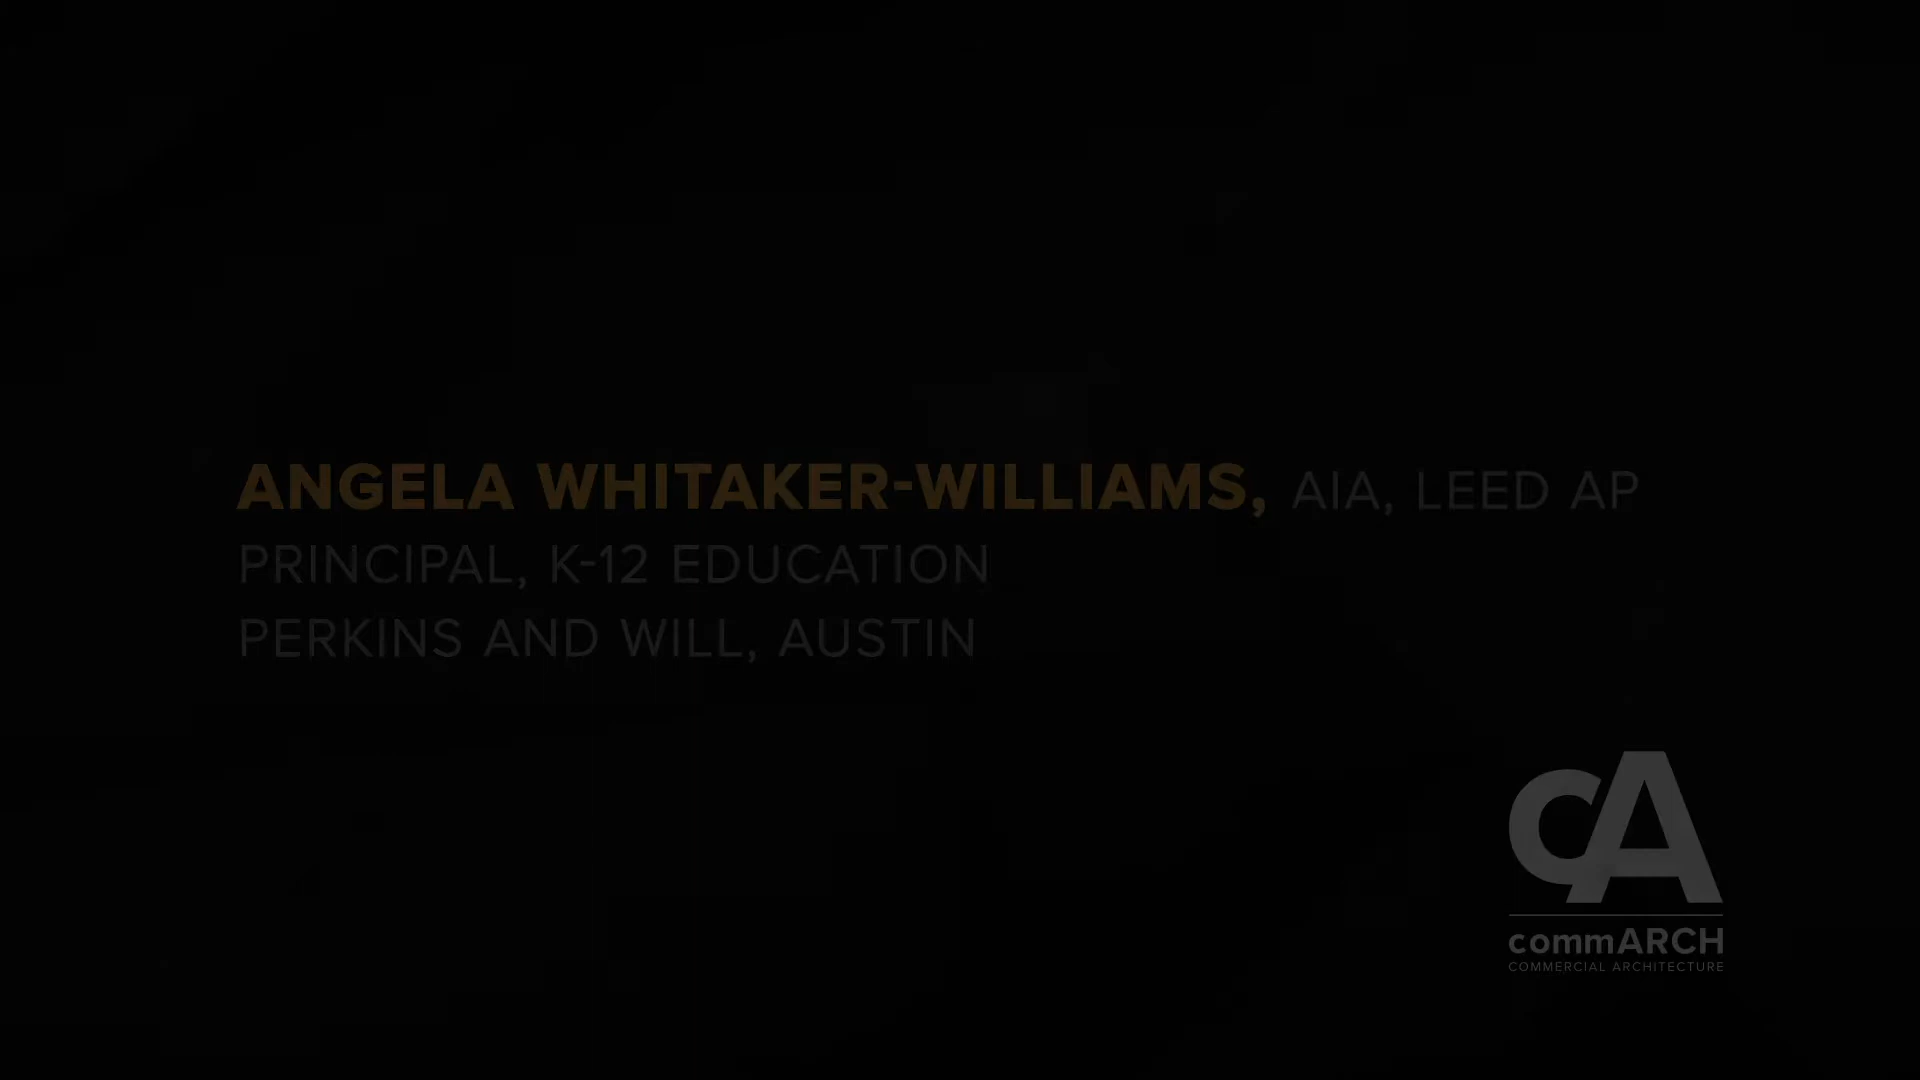 ANGELA WHITAKER-WILLIAMS, AIA, LEED AP
PRINCIPAL, K-12 EDUCATION
PERKINS AND WILL, AUSTIN
cA
commARCH
COMMERCIAL ARCHITECTURE